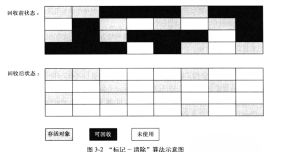 回收前状态：
回收后状态：
存活对象
可回收
未使用
图 3-2 “标记－清除”算法示意图